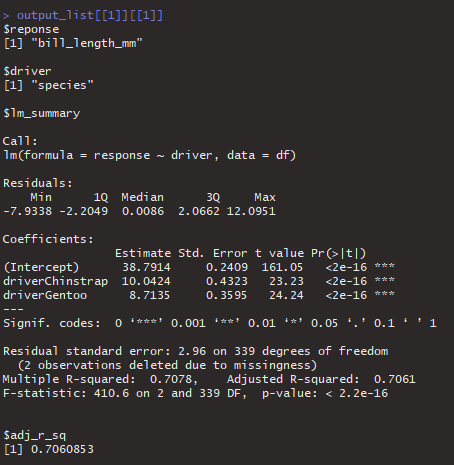 > output_list[[1]][[1]]
$reponse
[1] "bill_length_mm"
$driver
[1] "species"
$lm_summary
Call:
lm(formula = response ~ driver, data = df)
Residuals:
    Min      1Q  Median      3Q     Max
-7.9338 -2.2049  0.0086  2.0662 12.0951
Coefficients:
                Estimate Std. Error t value Pr(>|t|)
(Intercept)      38.7914     0.2409  161.05   <2e-16 ***
driverChinstrap  10.0424     0.4323   23.23   <2e-16 ***
driverGentoo      8.7135     0.3595   24.24   <2e-16 ***
---
Signif. codes:  0 ‘***’ 0.001 ‘**’ 0.01 ‘*’ 0.05 ‘.’ 0.1 ‘ ’ 1
Residual standard error: 2.96 on 339 degrees of freedom
  (2 observations deleted due to missingness)
Multiple R-squared:  0.7078,    Adjusted R-squared:  0.7061
F-statistic: 410.6 on 2 and 339 DF,  p-value: < 2.2e-16
$adj_r_sq
[1] 0.7060853